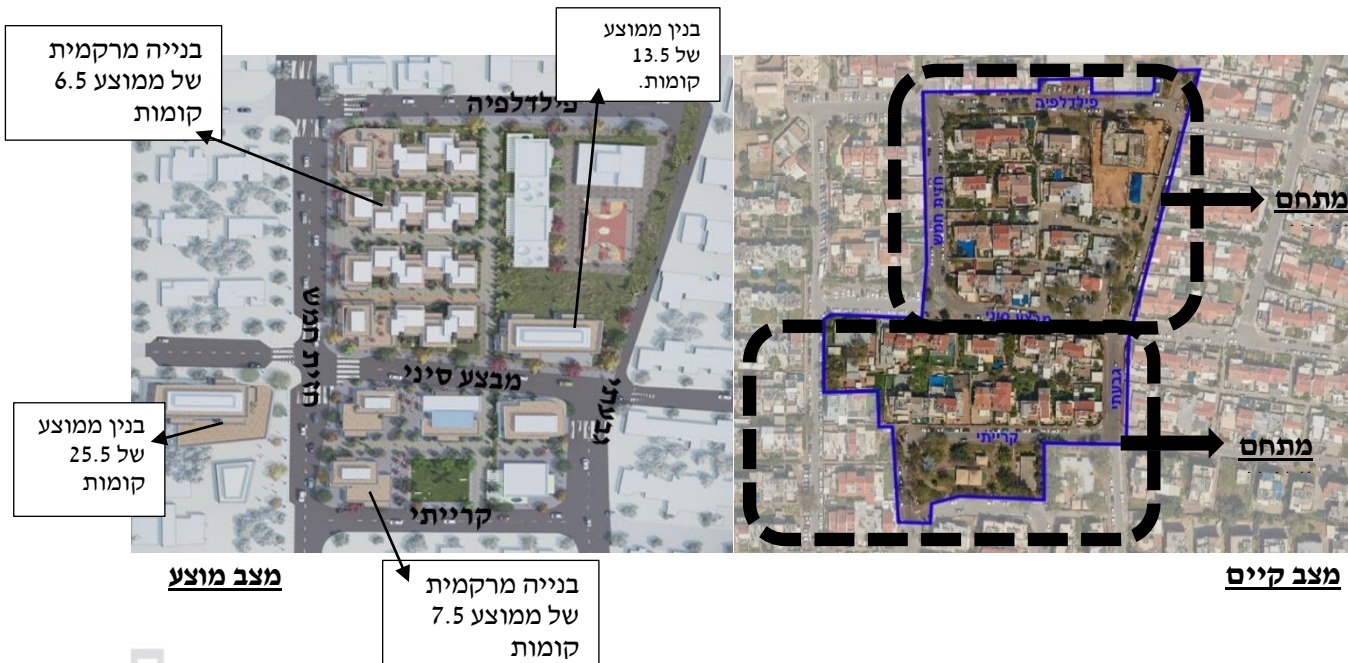 בנין ממוצע
של 13.5
קומות.
בנייה מרקמית
של ממוצע 6.5
קומות
פילדלפיה
פילדלפיה
חזית חמש
מתחם
חזית חמש
מבצע סיני
מבצע סיני
גבעתי
גבעתי
בנין ממוצע
של 25.5
קומות
קרייתי
מתחם
קרייתי
מצב קיים
מצב מוצע
בנייה מרקמית
של ממוצע 7.5
קומות